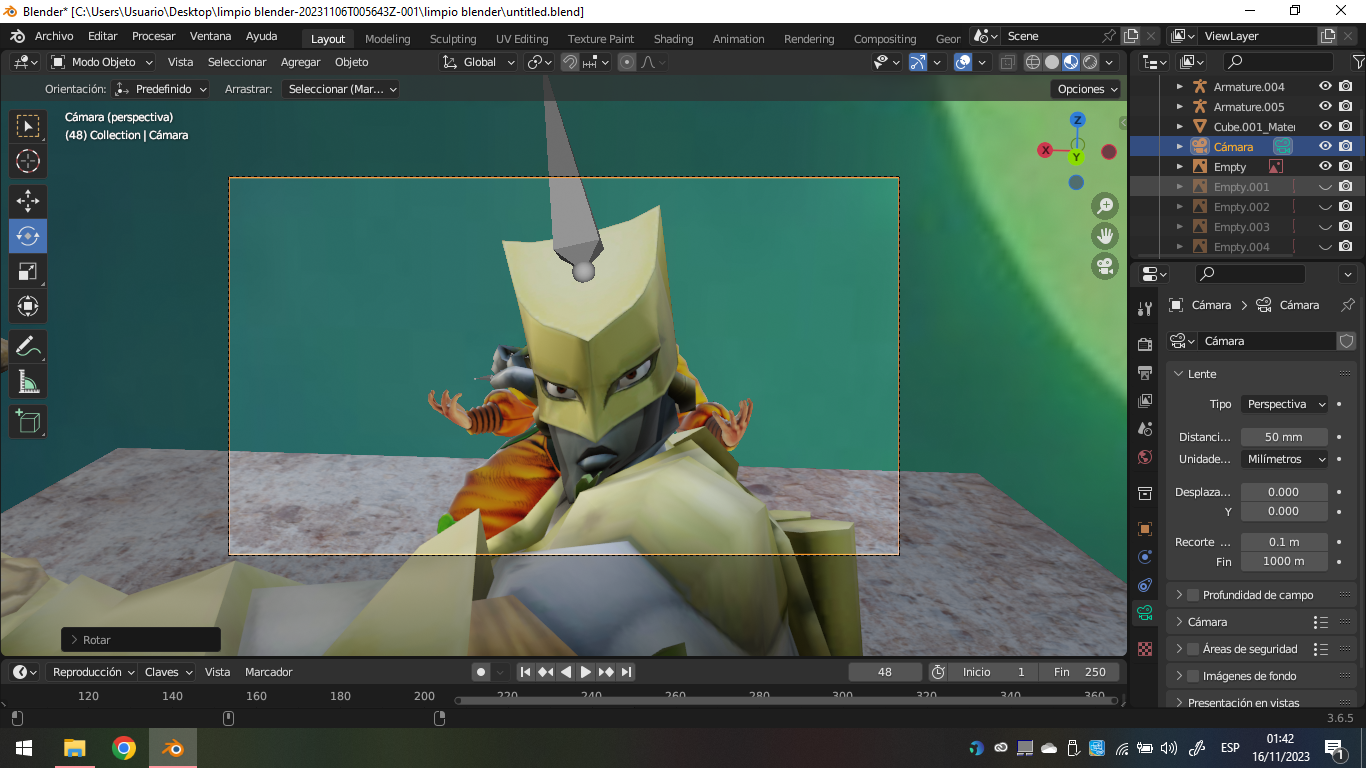 Blender* [C:\Users\Usuario\Desktop\limpio blender-20231106T005643Z-001\limpio blender\untitled.blend]
Archivo Editar Procesar Ventana Ayuda Layout Modeling Sculpting UV Editing Texture Paint Shading Animation Rendering Compositing Geor Scene ViewLayer
Modo Objeto Vista Seleccionar Agregar Objeto Global
Orientación: Predefinido Arrastrar: Seleccionar (Mar... Opciones
Cámara (perspectiva)
(48) Collection | Cámara
Z
X
Y
Armature.004
Armature.005
Cube.001_Mate
Cámara
Empty
Empty.001
Empty.002
Empty.003
Empty.004
Cámara Cámara
Cámara
Lente
Tipo Perspectiva
Distanci... 50 mm
Unidade... Milímetros
Desplaza... 0.000
Y 0.000
Recorte ... 0.1 m
Fin 1000 m
Profundidad de campo
Cámara
Áreas de seguridad
Imágenes de fondo
Presentación en vistas
Rotar
Reproducción Claves Vista Marcador 48 Inicio 1 Fin 250
120 140 160 180 200 220 240 260 280 300 320 340 360
3.6.5
ESP
01:42
16/11/2023
1